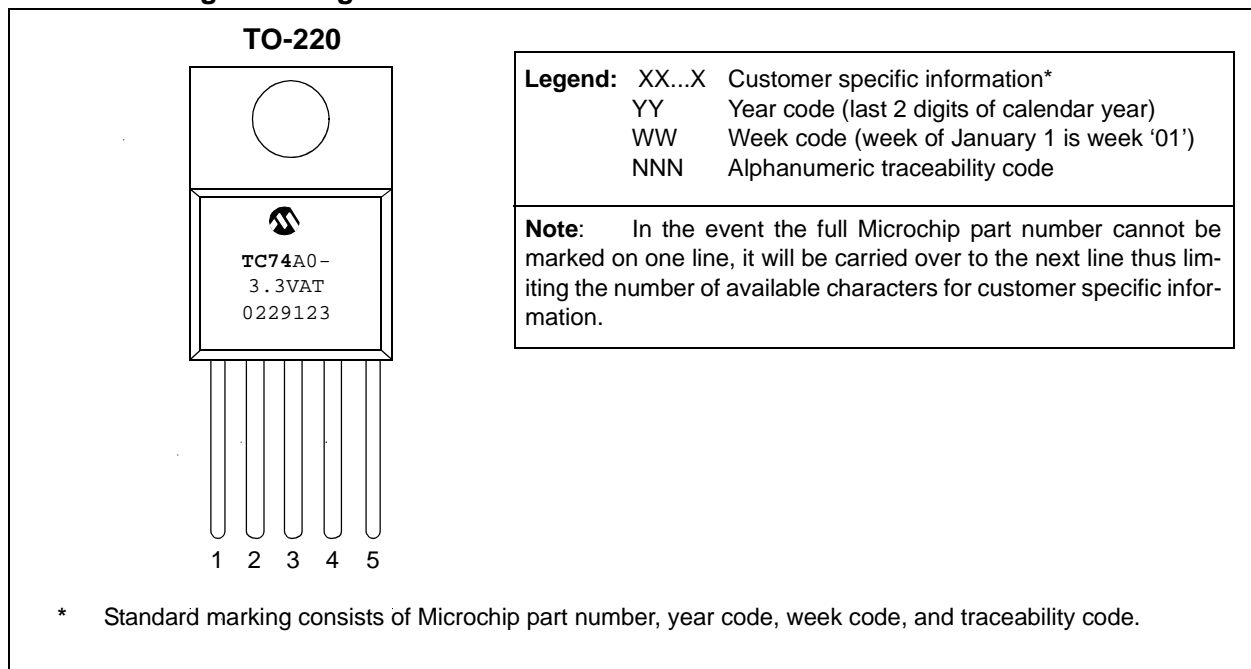 TO-220
TC74A0-
3.3VAT
0229123
1 2 3 4 5
Legend: XX...X Customer specific information*
YY Year code (last 2 digits of calendar year)
WW Week code (week of January 1 is week ‘01’)
NNN Alphanumeric traceability code
Note: In the event the full Microchip part number cannot be
marked on one line, it will be carried over to the next line thus lim-
iting the number of available characters for customer specific infor-
mation.
* Standard marking consists of Microchip part number, year code, week code, and traceability code.